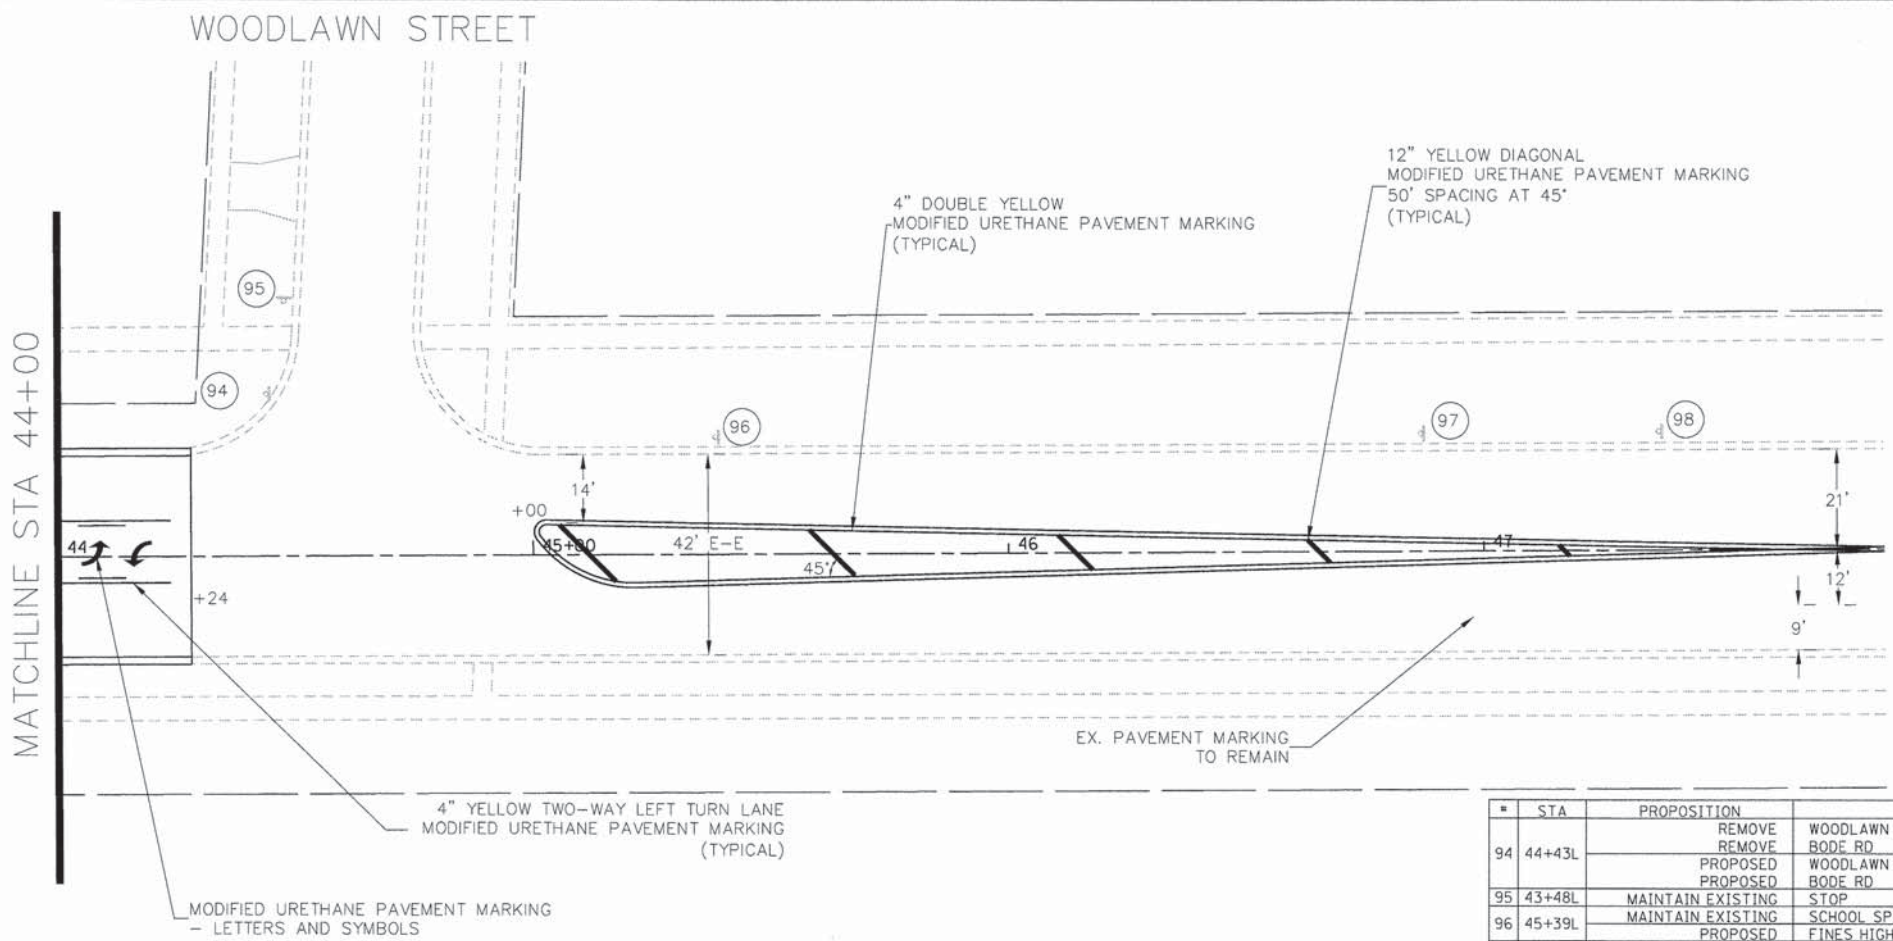 WOODLAWN STREET
12" YELLOW DIAGONAL
MODIFIED URETHANE PAVEMENT MARKING
50' SPACING AT 45°
(TYPICAL)
4" DOUBLE YELLOW
MODIFIED URETHANE PAVEMENT MARKING
(TYPICAL)
95
94
96
97
98
MATCHLINE STA 44+00
14'
21'
+00
44
45+00
42' E-E
46
47
45°
12'
+24
9'
EX. PAVEMENT MARKING
TO REMAIN
4" YELLOW TWO-WAY LEFT TURN LANE
MODIFIED URETHANE PAVEMENT MARKING
(TYPICAL)
MODIFIED URETHANE PAVEMENT MARKING
- LETTERS AND SYMBOLS
# STA PROPOSITION
REMOVE WOODLAWN
REMOVE BODE RD
94 44+43L
PROPOSED WOODLAWN
PROPOSED BODE RD
95 43+48L MAINTAIN EXISTING STOP
96 45+39L MAINTAIN EXISTING SCHOOL SP
PROPOSED FINES HIGH